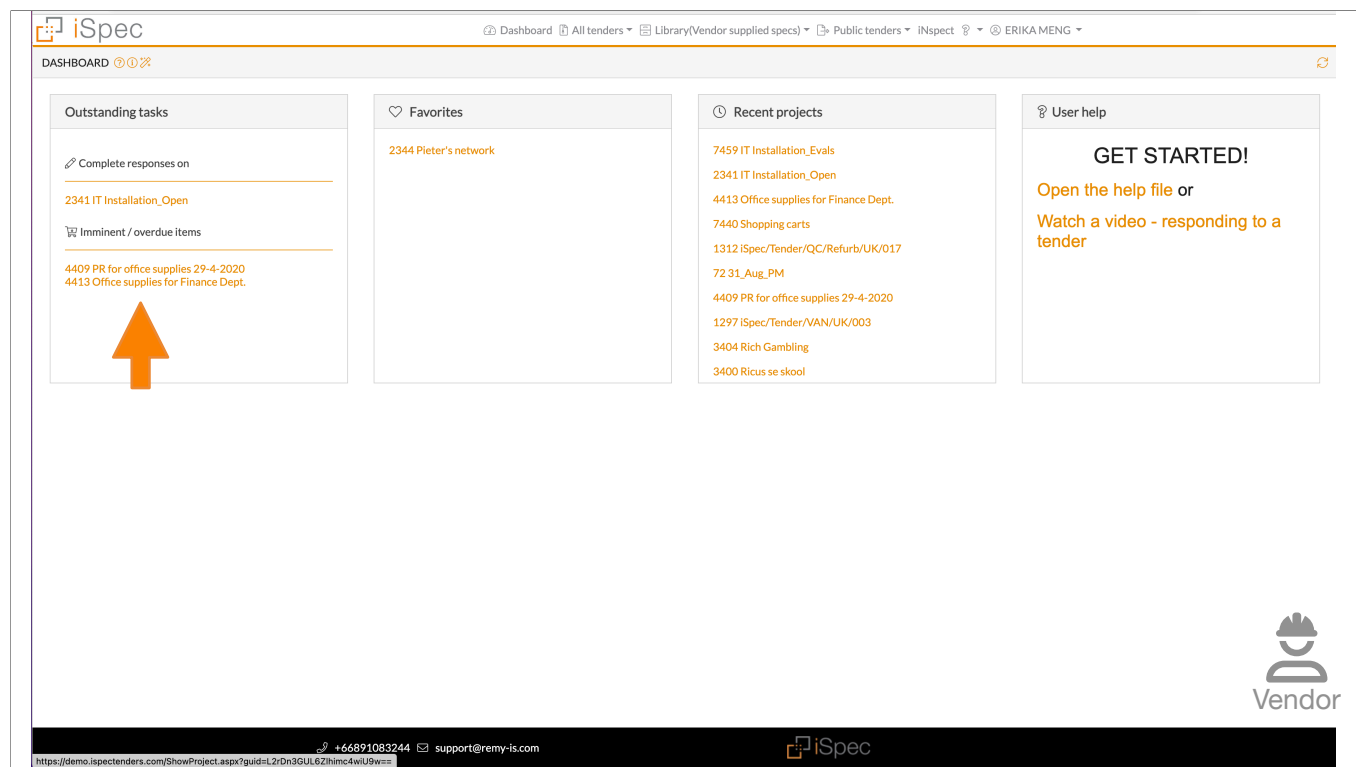 iSpec
Dashboard All tenders Library(Vendor supplied specs) Public tenders iNspect ERIKA MENG
DASHBOARD
Outstanding tasks
Complete responses on
2341 IT Installation_Open
Imminent / overdue items
4409 PR for office supplies 29-4-2020
4413 Office supplies for Finance Dept.
Favorites
2344 Pieter's network
Recent projects
7459 IT Installation_Evals
2341 IT Installation_Open
4413 Office supplies for Finance Dept.
7440 Shopping carts
1312 iSpec/Tender/QC/Refurb/UK/017
72 31_Aug_PM
4409 PR for office supplies 29-4-2020
1297 iSpec/Tender/VAN/UK/003
3404 Rich Gambling
3400 Ricus se skool
User help
GET STARTED!
Open the help file or
Watch a video - responding to a
tender
Vendor
+66891083244 support@remy-is.com
iSpec
https://demo.ispectenders.com/ShowProject.aspx?guid=L2rDn3GUL6Zlhimc4wiU9w==